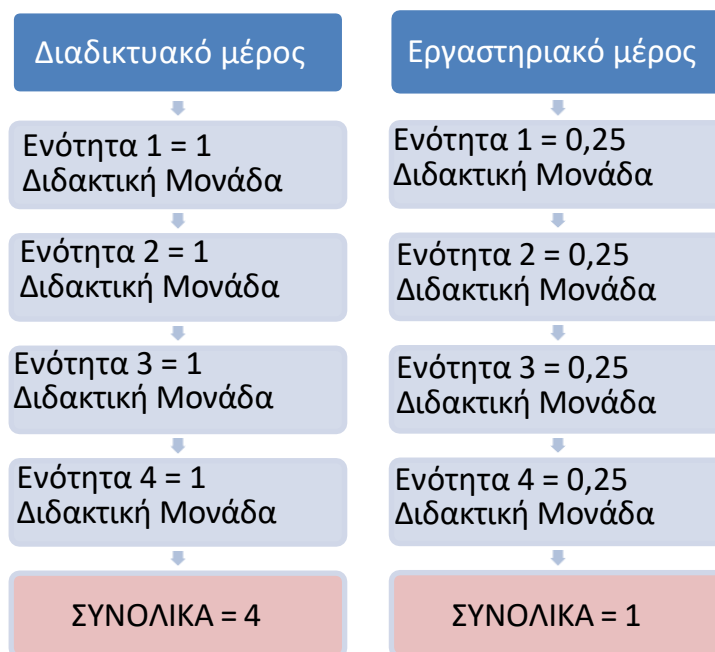 Διαδικτυακό μέρος
Ενότητα 1 = 1
Διδακτική Μονάδα
Ενότητα 2 = 1
Διδακτική Μονάδα
Ενότητα 3 = 1
Διδακτική Μονάδα
Ενότητα 4 = 1
Διδακτική Μονάδα
ΣΥΝΟΛΙΚΑ = 4
Εργαστηριακό μέρος
Ενότητα 1 = 0,25
Διδακτική Μονάδα
Ενότητα 2 = 0,25
Διδακτική Μονάδα
Ενότητα 3 = 0,25
Διδακτική Μονάδα
Ενότητα 4 = 0,25
Διδακτική Μονάδα
ΣΥΝΟΛΙΚΑ = 1